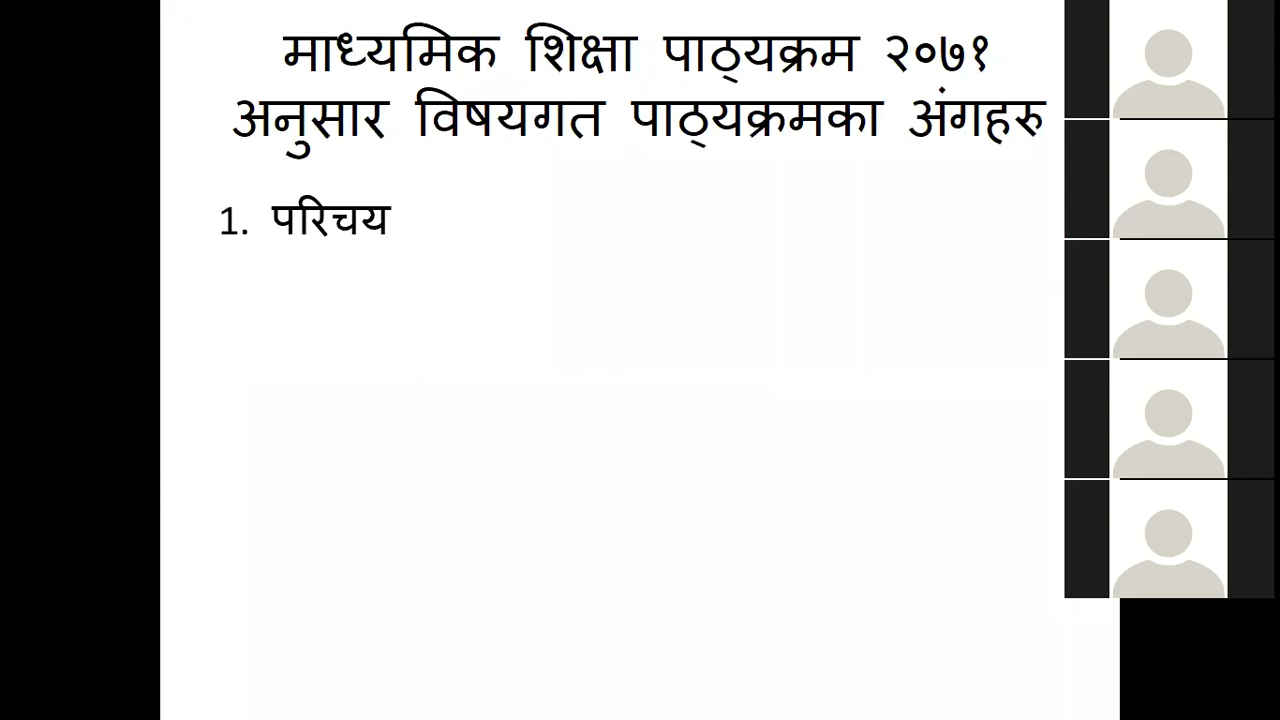 माध्यमिक शिक्षा पाठ्यक्रम २०७१
अनुसार विषयगत पाठ्यक्रमका अंगहरु
1. परिचय